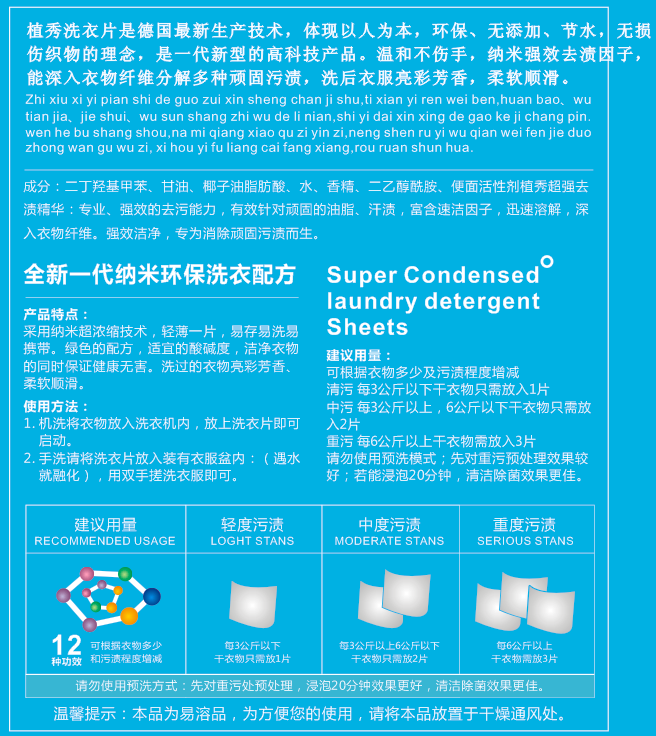 植秀洗衣片是德国最新生产技术，体现以人为本，环保、无添加、节水，无损
伤织物的理念，是一代新型的高科技产品。温和不伤手，纳米强效去渍因子，
能深入衣物纤维分解多种顽固污渍，洗后衣服亮彩芳香，柔软顺滑。
Zhi xiu xi yi pian shi de guo zui xin sheng chan ji shu,ti xian yi ren wei ben,huan bao、wu
tian jia、jie shui、wu sun shang zhi wu de li nian,shi yi dai xin xing de gao ke ji chang pin.
wen he bu shang shou,na mi qiang xiao qu zi yin zi,neng shen ru yi wu qian wei fen jie duo
zhong wan gu wu zi, xi hou yi fu liang cai fang xiang,rou ruan shun hua.
成分：二丁羟基甲苯、甘油、椰子油脂肪酸、水、香精、二乙醇酰胺、便面活性剂植秀超强去
渍精华：专业、强效的去污能力，有效针对顽固的油脂、汗渍，富含速洁因子，迅速溶解，深
入衣物纤维。强效洁净，专为消除顽固污渍而生。
全新一代纳米环保洗衣配方
产品特点：
采用纳米超浓缩技术，轻薄一片，易存易洗易
携带。绿色的配方，适宜的酸碱度，洁净衣物
的同时保证健康无害。洗过的衣物亮彩芳香、
柔软顺滑。
使用方法：
1. 机洗将衣物放入洗衣机内，放上洗衣片即可
启动。
2. 手洗请将洗衣片放入装有衣服盆内：（ 遇水
就融化 ），用双手搓洗衣服即可。
Super Condensed
laundry detergent
Sheets
建议用量：
可根据衣物多少及污渍程度增减
清污 每3公斤以下干衣物只需放入1片
中污 每3公斤以上，6公斤以下干衣物只需放
入2片
重污 每6公斤以上干衣物需放入3片
请勿使用预洗模式；先对重污预处理效果较
好；若能浸泡20分钟，清洁除菌效果更佳。
建议用量
RECOMMENDED USAGE
轻度污渍
LOGHT STANS
中度污渍
MODERATE STANS
重度污渍
SERIOUS STANS
12
种功效
可根据衣物多少
和污渍程度增减
每3公斤以下
干衣物只需放1片
每3公斤以上6公斤以下
干衣物只需放2片
每6公斤以上
干衣物需放3片
请勿使用预洗方式：先对重污处预处理，浸泡20分钟效果更好，清洁除菌效果更佳。
温馨提示：本品为易溶品，为方便您的使用，请将本品放置于干燥通风处。